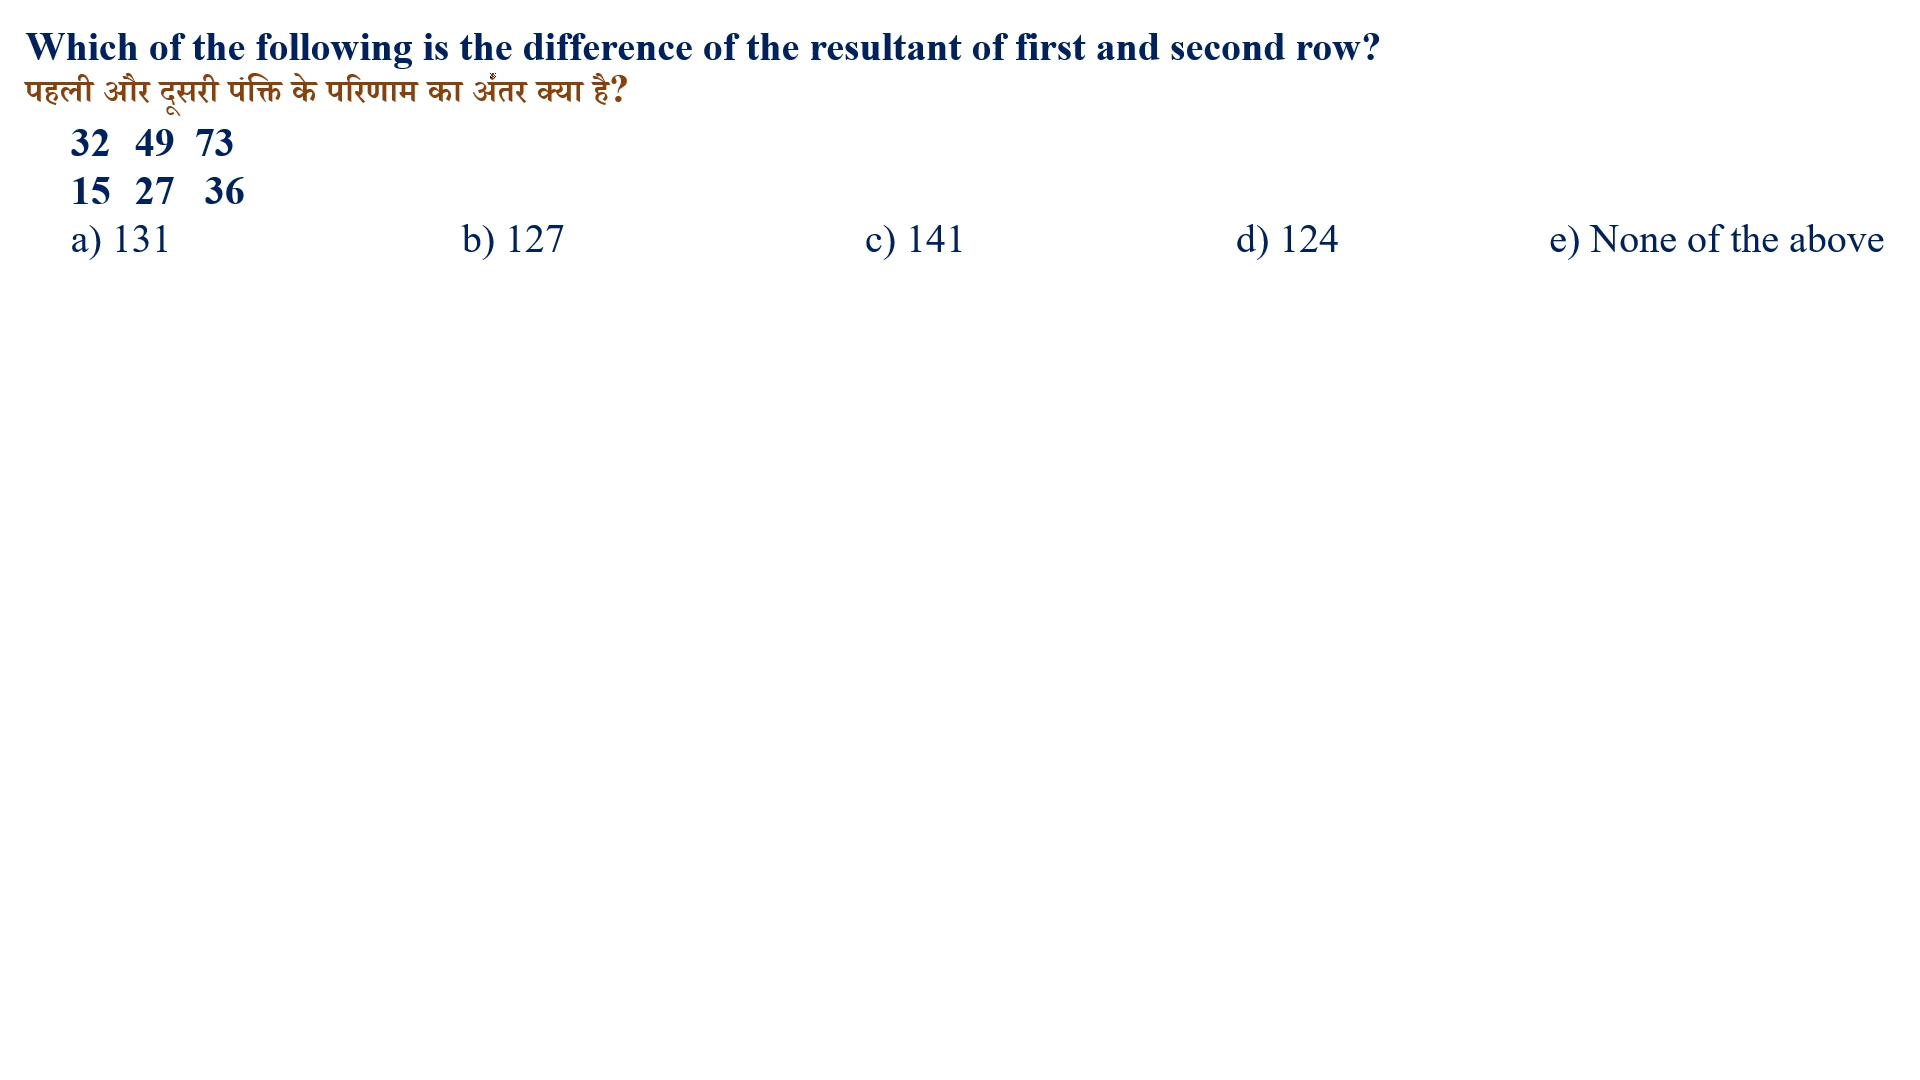 Which of the following is the difference of the resultant of first and second row?
पहली और दूसरी पंक्ति के परिणाम का अंतर क्या है?
32 49 73
15 27 36
a) 131 b) 127 c) 141 d) 124 e) None of the above